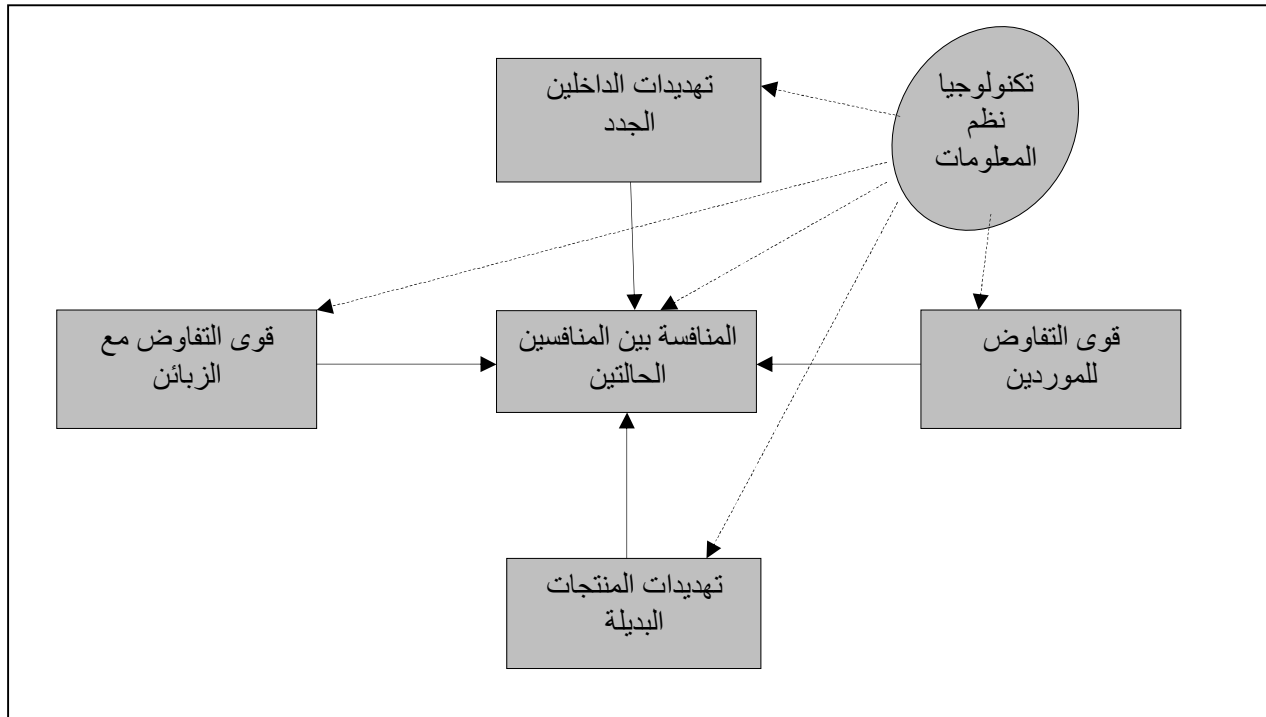 تهديدات الداخلين
الجدد
تكنولوجيا
نظم
المعلومات
قوى التفاوض
للموردين
المنافسة بين المنافسين
الحالتين
قوى التفاوض مع
الزبائن
تهديدات المنتجات
البديلة